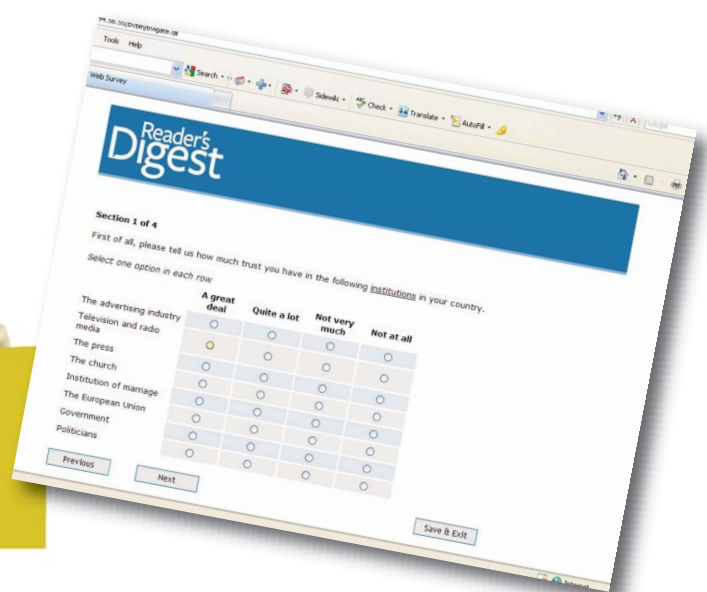 Tools Help
Search Sidewiki Check Translate AutoFill
Web Survey
Reader's
Digest
Section 1 of 4
First of all, please tell us how much trust you have in the following institutions in your country.
Select one option in each row
A great deal Quite a lot Not very much Not at all
The advertising industry
Television and radio
media
The press
The church
Institution of marriage
The European Union
Government
Politicians
Previous Next Save & Exit
Internet